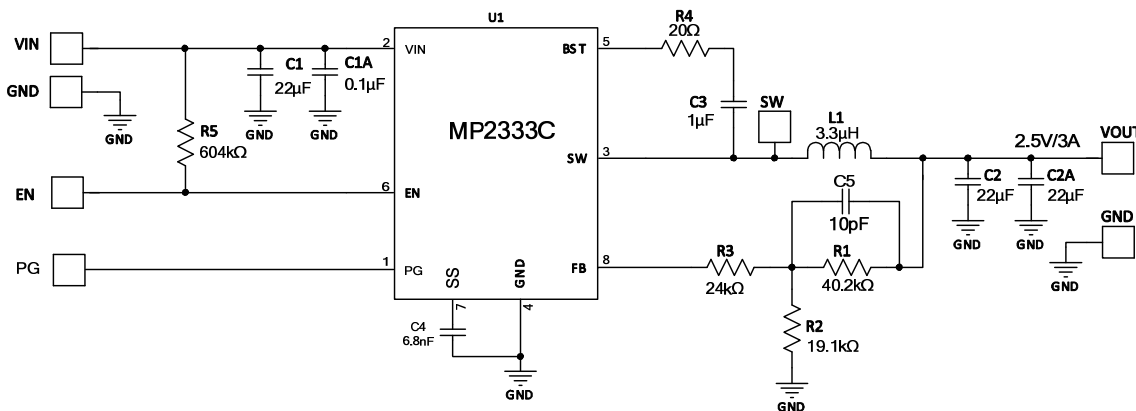 U1
VIN
GND
GND
R5
604kΩ
C1
22µF
GND
C1A
0.1µF
GND
EN
PG
2
VIN
6
EN
1
PG
MP2333C
BST
5
SW
3
FB
8
SS
7
GND
4
C4
6.8nF
GND
R4
20Ω
C3
1µF
SW
L1
3.3µH
C5
10pF
R3
24kΩ
R1
40.2kΩ
R2
19.1kΩ
GND
2.5V/3A
VOUT
C2
22µF
GND
C2A
22µF
GND
GND
GND